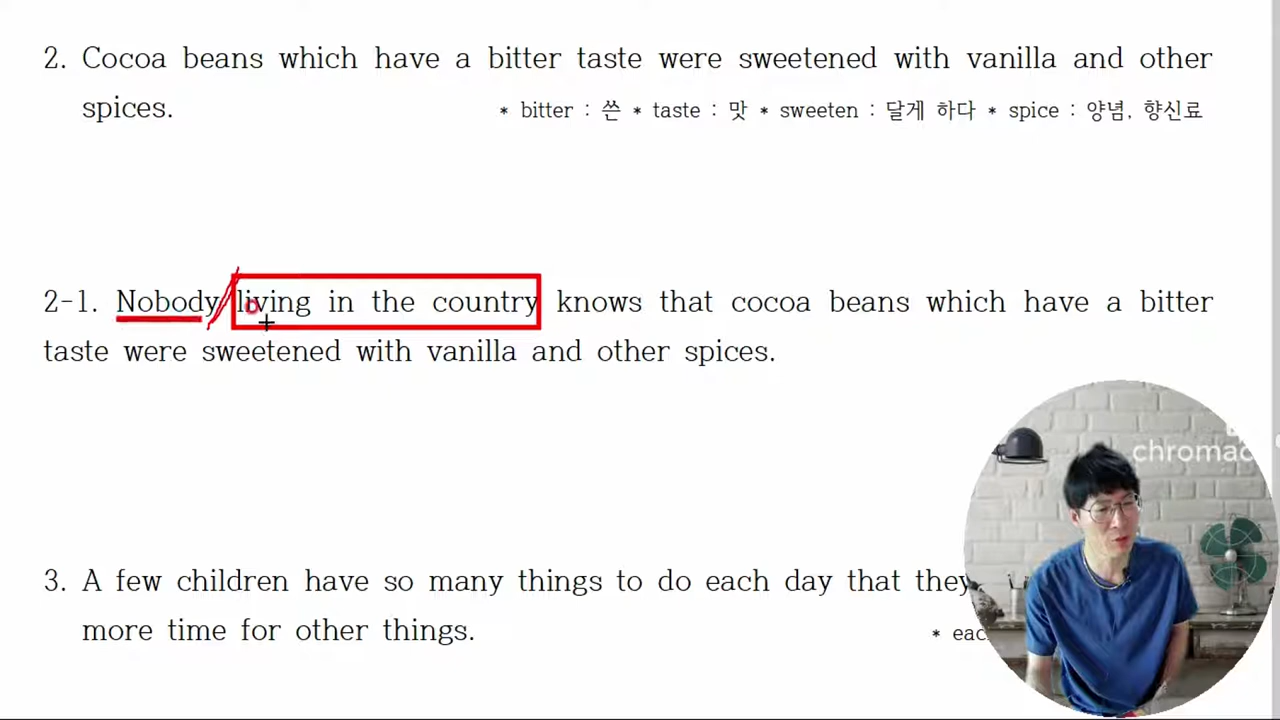 2. Cocoa beans which have a bitter taste were sweetened with vanilla and other
spices.
* bitter : 쓴 * taste : 맛 * sweeten : 달게 하다 * spice : 양념, 향신료
2-1. Nobody living in the country knows that cocoa beans which have a bitter
taste were sweetened with vanilla and other spices.
chromac
3. A few children have so many things to do each day that they
more time for other things.
* eac